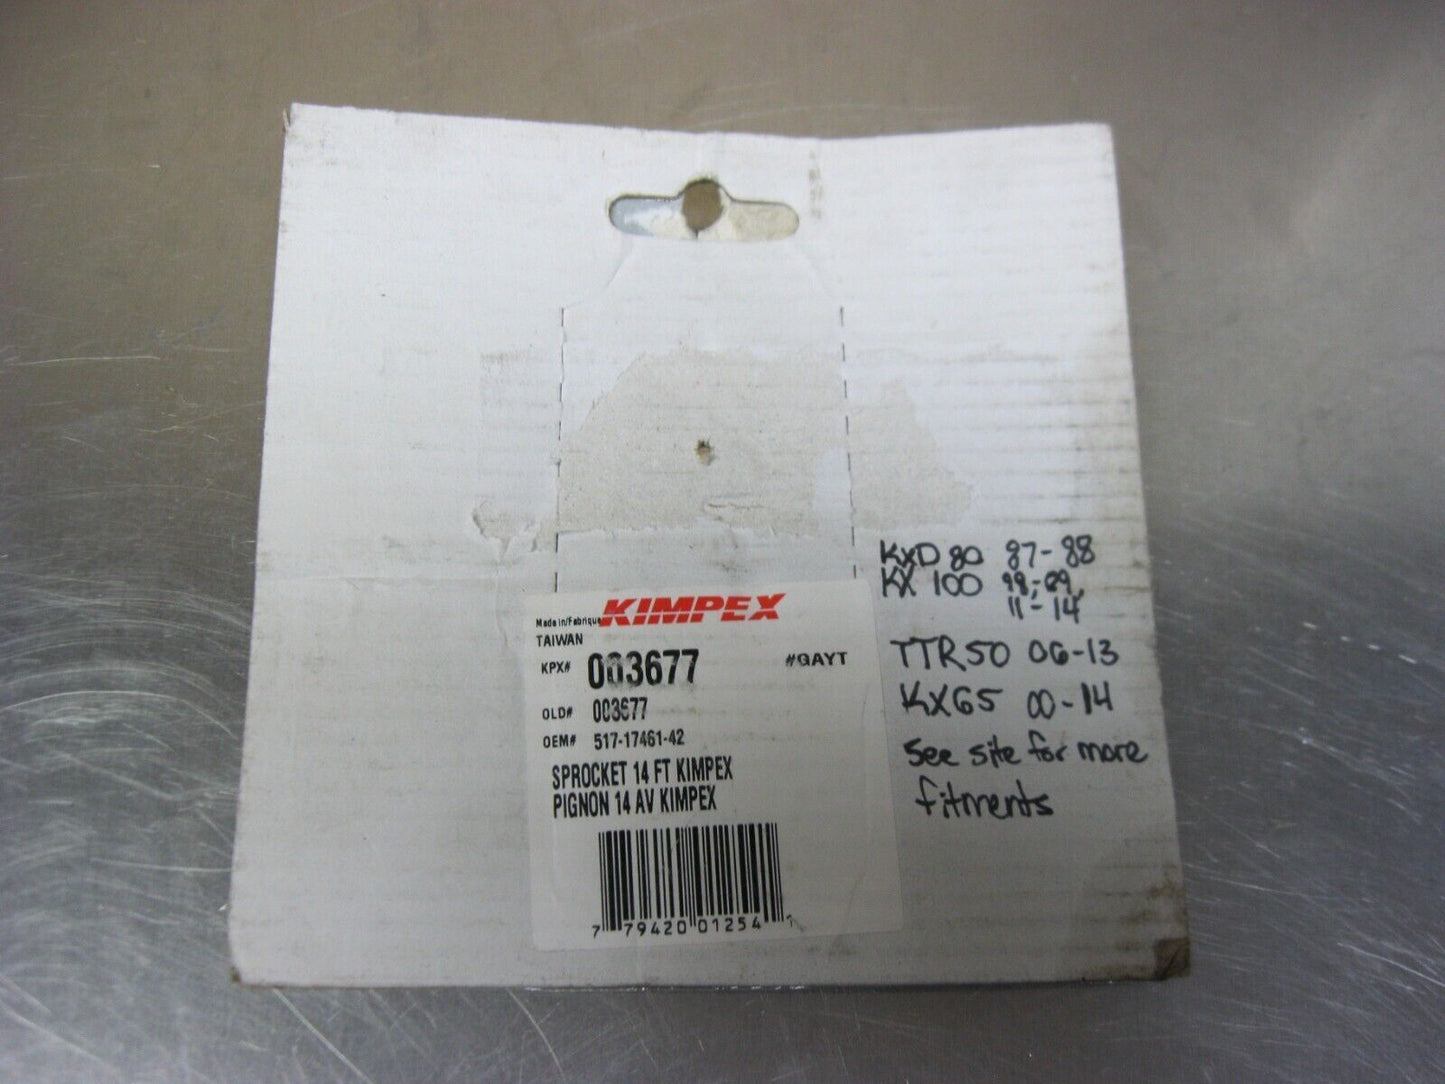 Made in/Fabriqué
KIMPEX
TAIWAN
KPX# 003677 #GAYT
OLD# 003677
OEM# 517-17461-42
SPROCKET 14 FT KIMPEX
PIGNON 14 AV KIMPEX
7 79420 01254 1
KXD 80 87-88
KX 100 98-09,
11-14
TTR50 06-13
KX65 00-14
See site for more
fitments